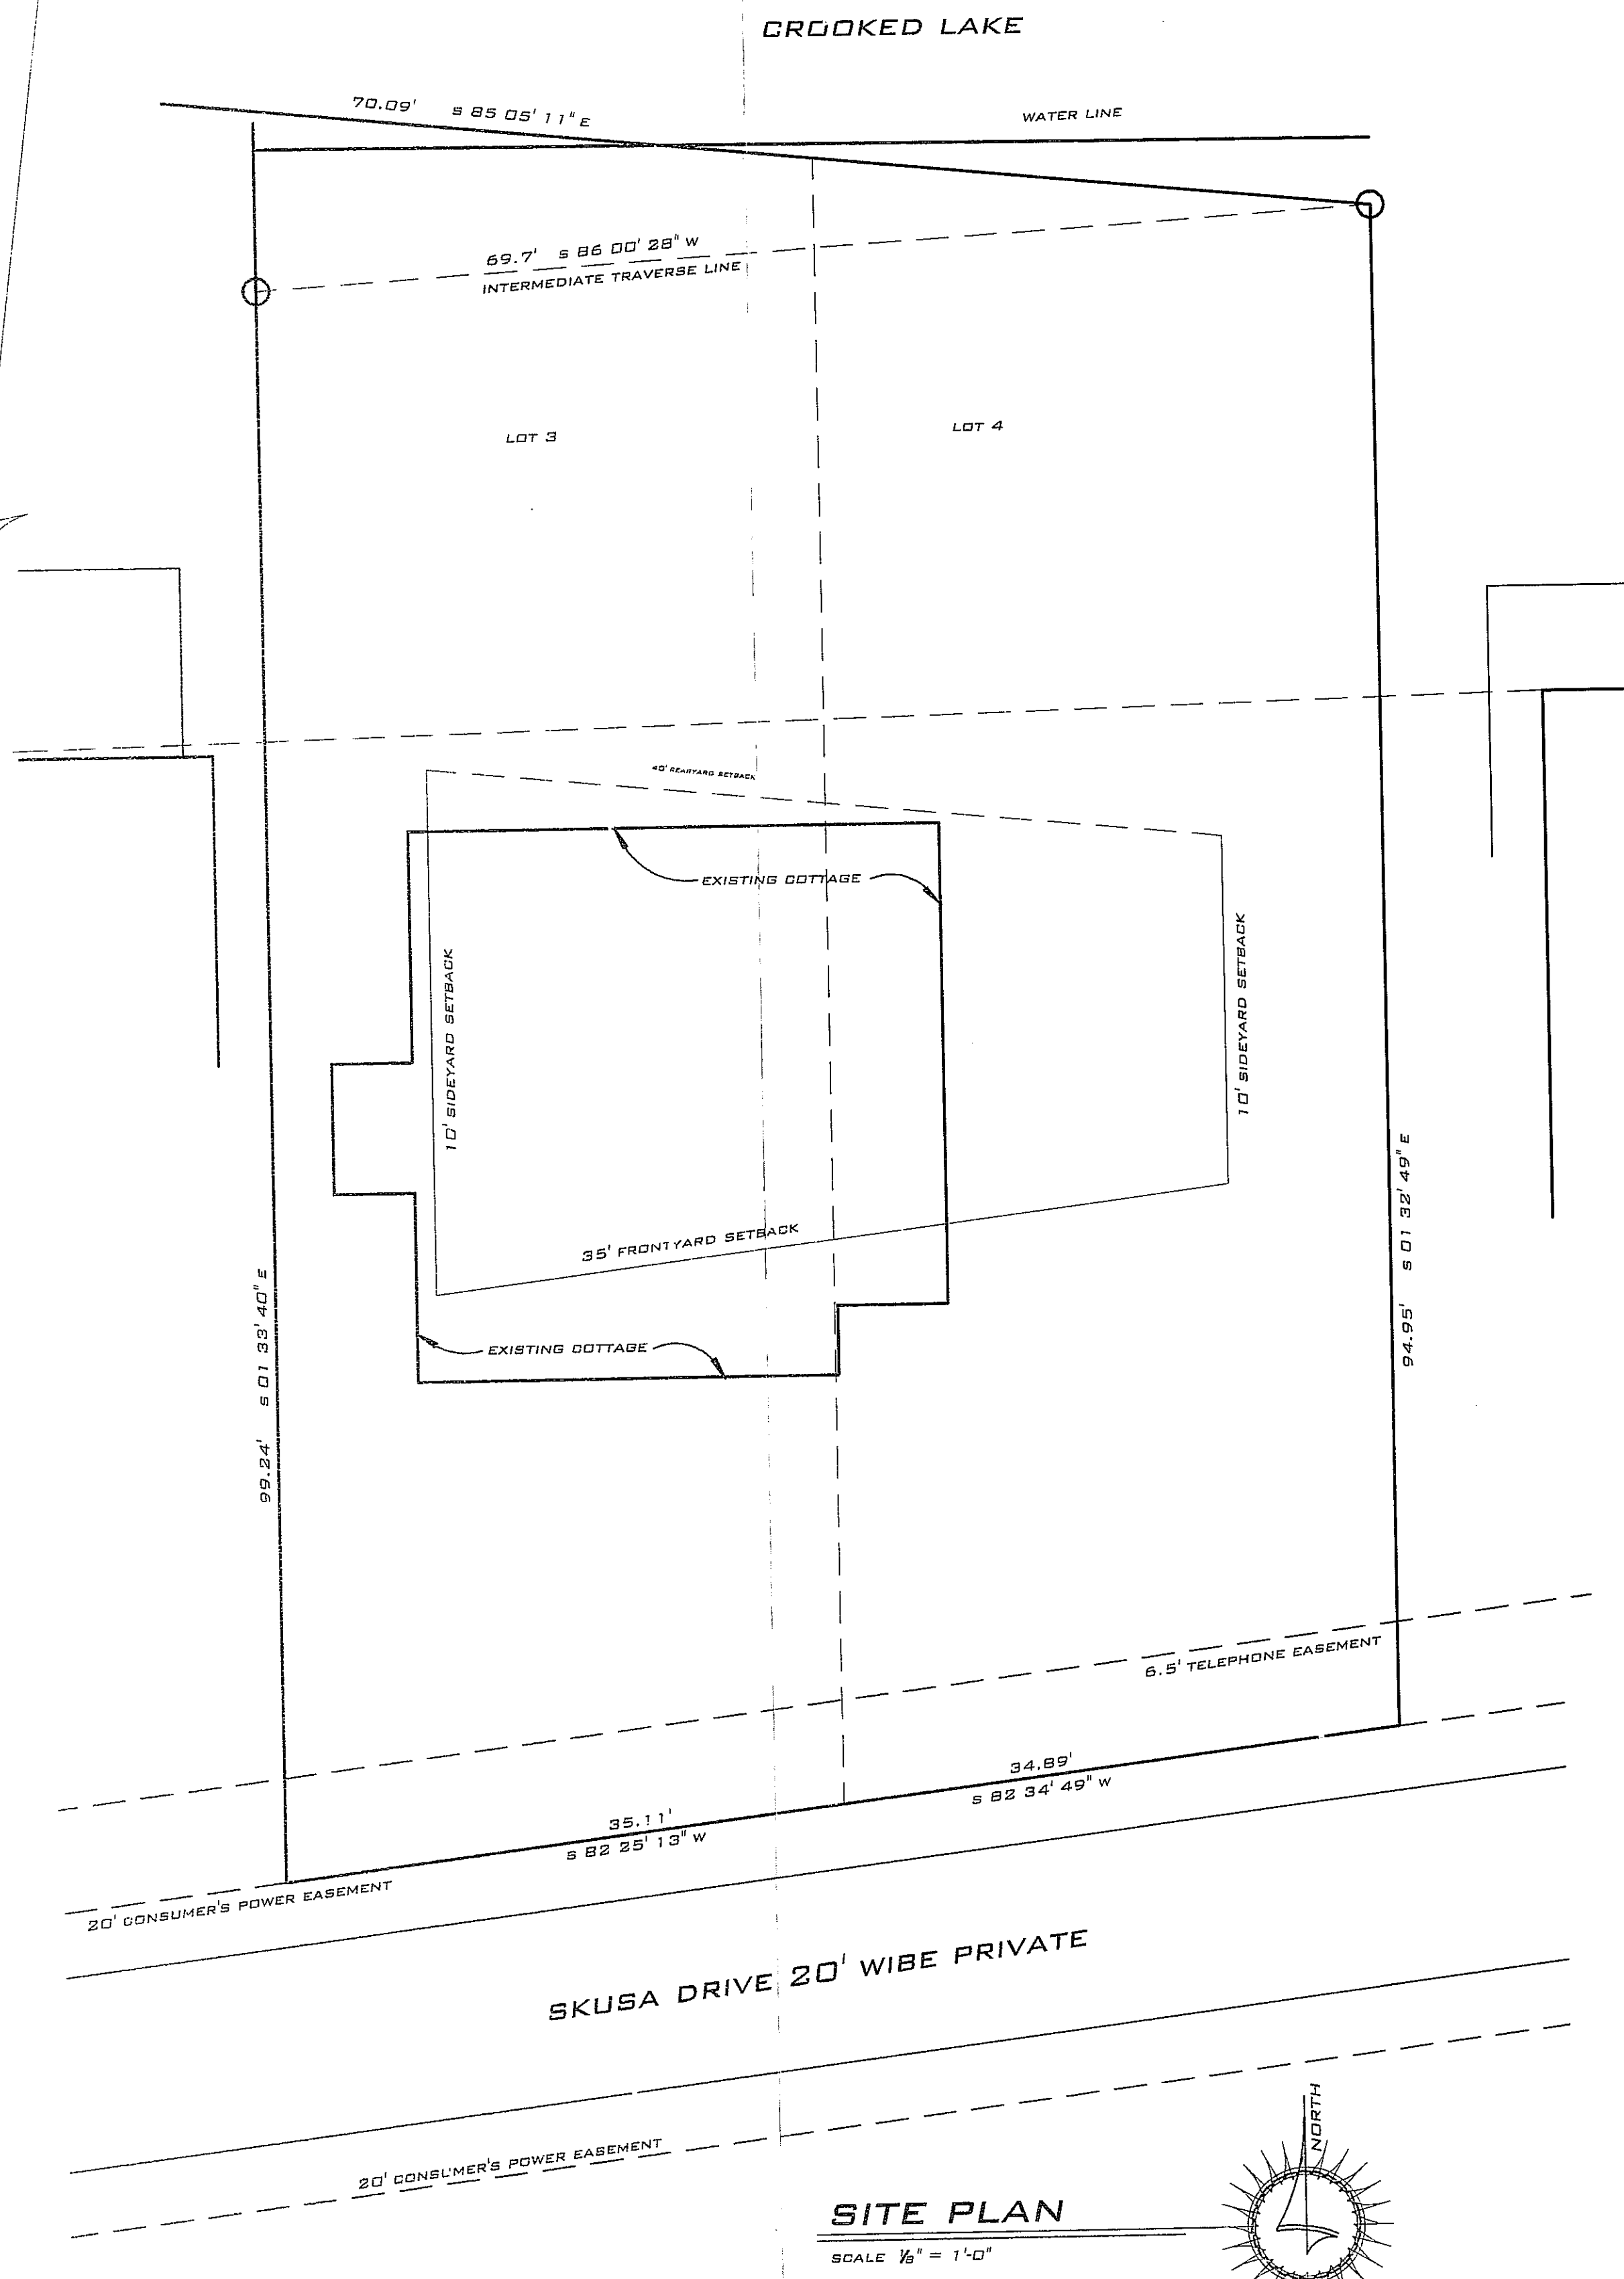 CROOKED LAKE
70.09' S 85 05' 11" E
WATER LINE
69.7' S 86 00' 28" W
INTERMEDIATE TRAVERSE LINE
LOT 3
LOT 4
40' REARYARD SETBACK
EXISTING COTTAGE
10' SIDEYARD SETBACK
10' SIDEYARD SETBACK
35' FRONTYARD SETBACK
EXISTING COTTAGE
99.24' S 01 33' 40" E
94.95' S 01 32' 49" E
6.5' TELEPHONE EASEMENT
34.89'
S 82 34' 49" W
35.11'
S 82 25' 13" W
20' CONSUMER'S POWER EASEMENT
SKUSA DRIVE 20' WIBE PRIVATE
20' CONSUMER'S POWER EASEMENT
NORTH
SITE PLAN
SCALE ⅛" = 1'-0"